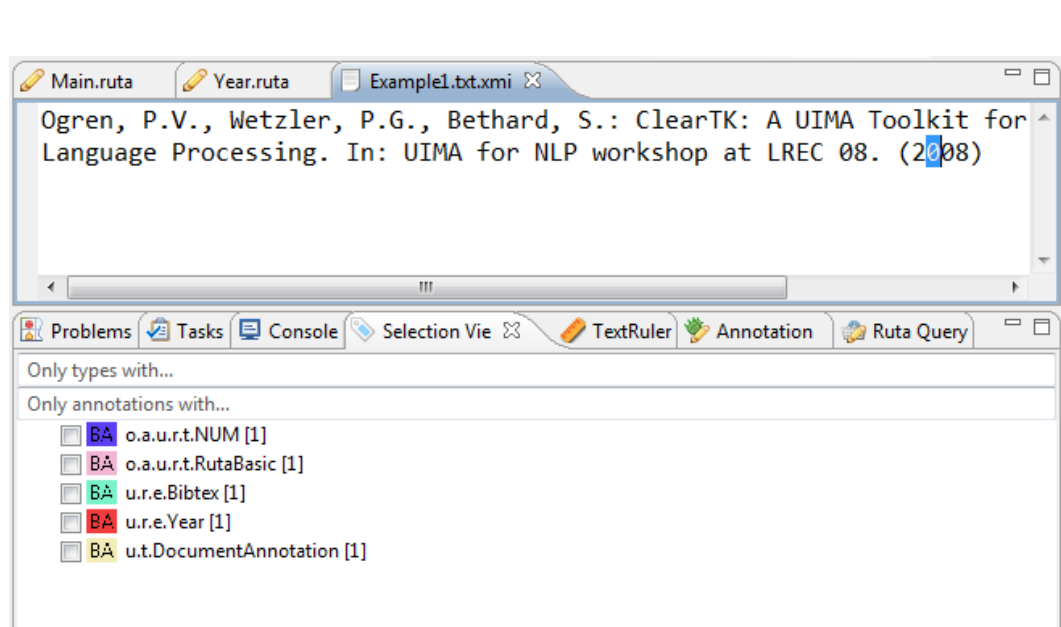 Main.ruta Year.ruta Example1.txt.xmi
Ogren, P.V., Wetzler, P.G., Bethard, S.: ClearTK: A UIMA Toolkit for
Language Processing. In: UIMA for NLP workshop at LREC 08. (2008)
Problems Tasks Console Selection Vie TextRuler Annotation Ruta Query
Only types with...
Only annotations with...
BA o.a.u.r.t.NUM [1]
BA o.a.u.r.t.RutaBasic [1]
BA u.r.e.Bibtex [1]
BA u.r.e.Year [1]
BA u.t.DocumentAnnotation [1]